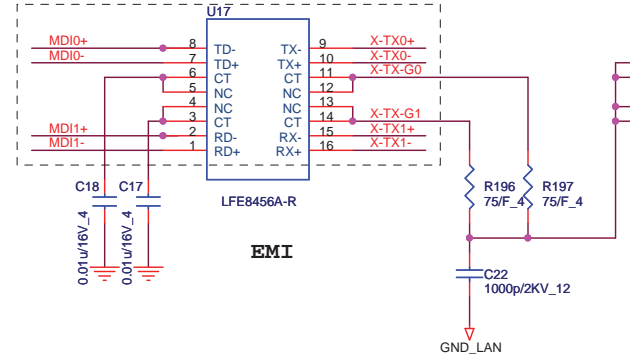 U17
MDI0+ 8 TD- TX- 9 X-TX0+
MDI0- 7 TD+ TX+ 10 X-TX0-
6 CT CT 11 X-TX-G0
5 NC NC 12
4 NC NC 13
3 CT CT 14 X-TX-G1
MDI1+ 2 RD- RX- 15 X-TX1+
MDI1- 1 RD+ RX+ 16 X-TX1-
LFE8456A-R
C18
0.01u/16V_4
C17
0.01u/16V_4
EMI
R196
75/F_4
R197
75/F_4
C22
1000p/2KV_12
GND_LAN